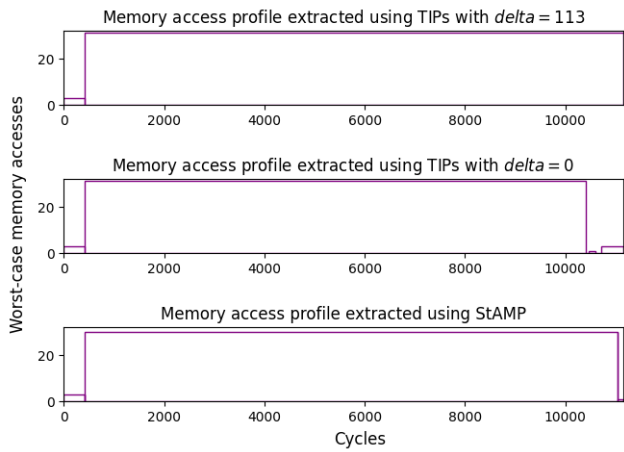 Memory access profile extracted using TIPs with delta = 113
20
0
0 2000 4000 6000 8000 10000
Memory access profile extracted using TIPs with delta = 0
20
0
0 2000 4000 6000 8000 10000
Worst-case memory accesses
Memory access profile extracted using StAMP
20
0
0 2000 4000 6000 8000 10000
Cycles